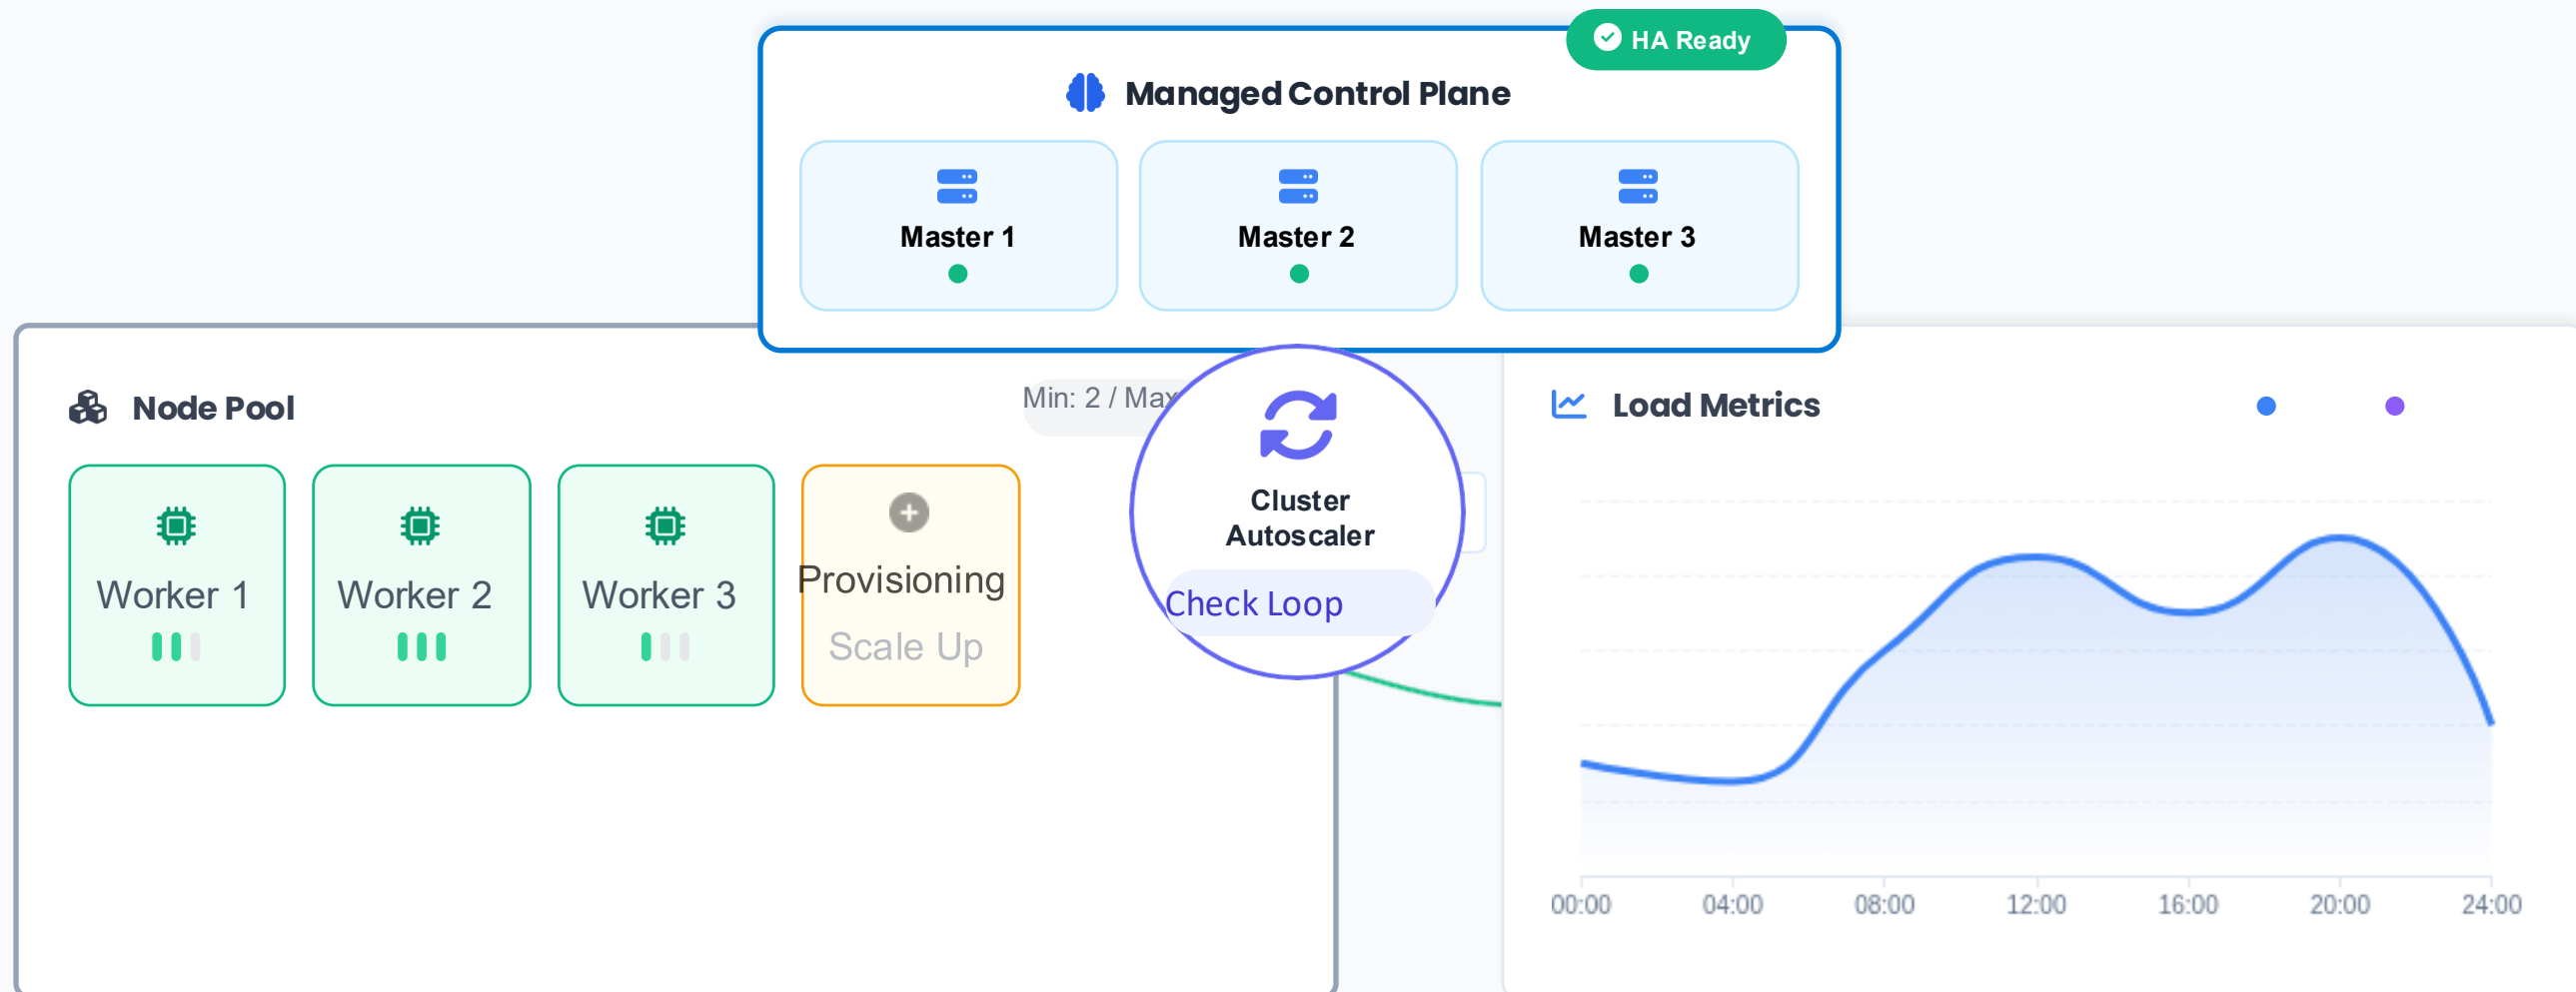 HA Ready
Managed Control Plane
Master 1
Master 2
Master 3
Node Pool
Min: 2 / Max
Worker 1
Worker 2
Worker 3
Provisioning
Scale Up
Cluster
Autoscaler
Check Loop
Load Metrics
00:00
04:00
08:00
12:00
16:00
20:00
24:00